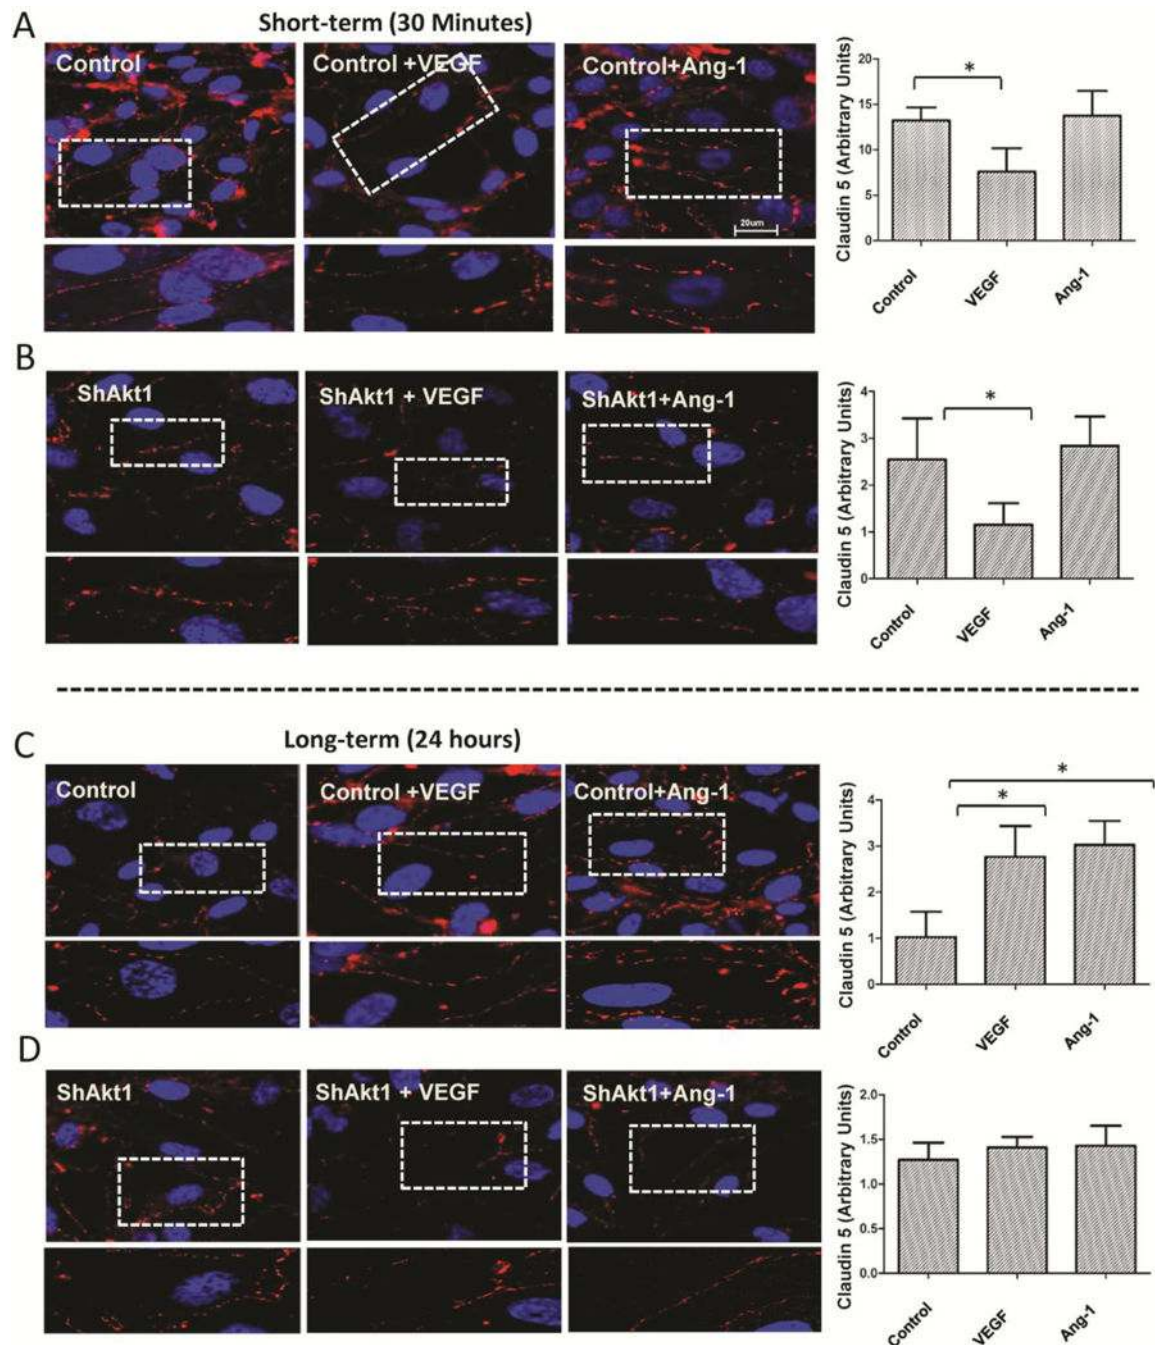 A
Short-term (30 Minutes)
Control
Control +VEGF
Control+Ang-1
20um
Claudin 5 (Arbitrary Units)
20
15
10
5
0
*
Control
VEGF
Ang-1
B
ShAkt1
ShAkt1 + VEGF
ShAkt1+Ang-1
Claudin 5 (Arbitrary Units)
4
3
2
1
0
*
Control
VEGF
Ang-1
C
Long-term (24 hours)
Control
Control +VEGF
Control+Ang-1
Claudin 5 (Arbitrary Units)
4
3
2
1
0
*
*
Control
VEGF
Ang-1
D
ShAkt1
ShAkt1 + VEGF
ShAkt1+Ang-1
Claudin 5 (Arbitrary Units)
2.0
1.5
1.0
0.5
0.0
Control
VEGF
Ang-1